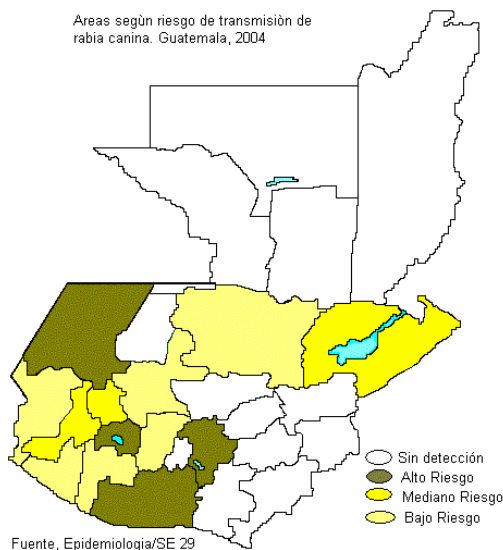 Areas segùn riesgo de transmisiòn de
rabia canina. Guatemala, 2004
Sin detección
Alto Riesgo
Mediano Riesgo
Bajo Riesgo
Fuente, Epidemiologia/SE 29